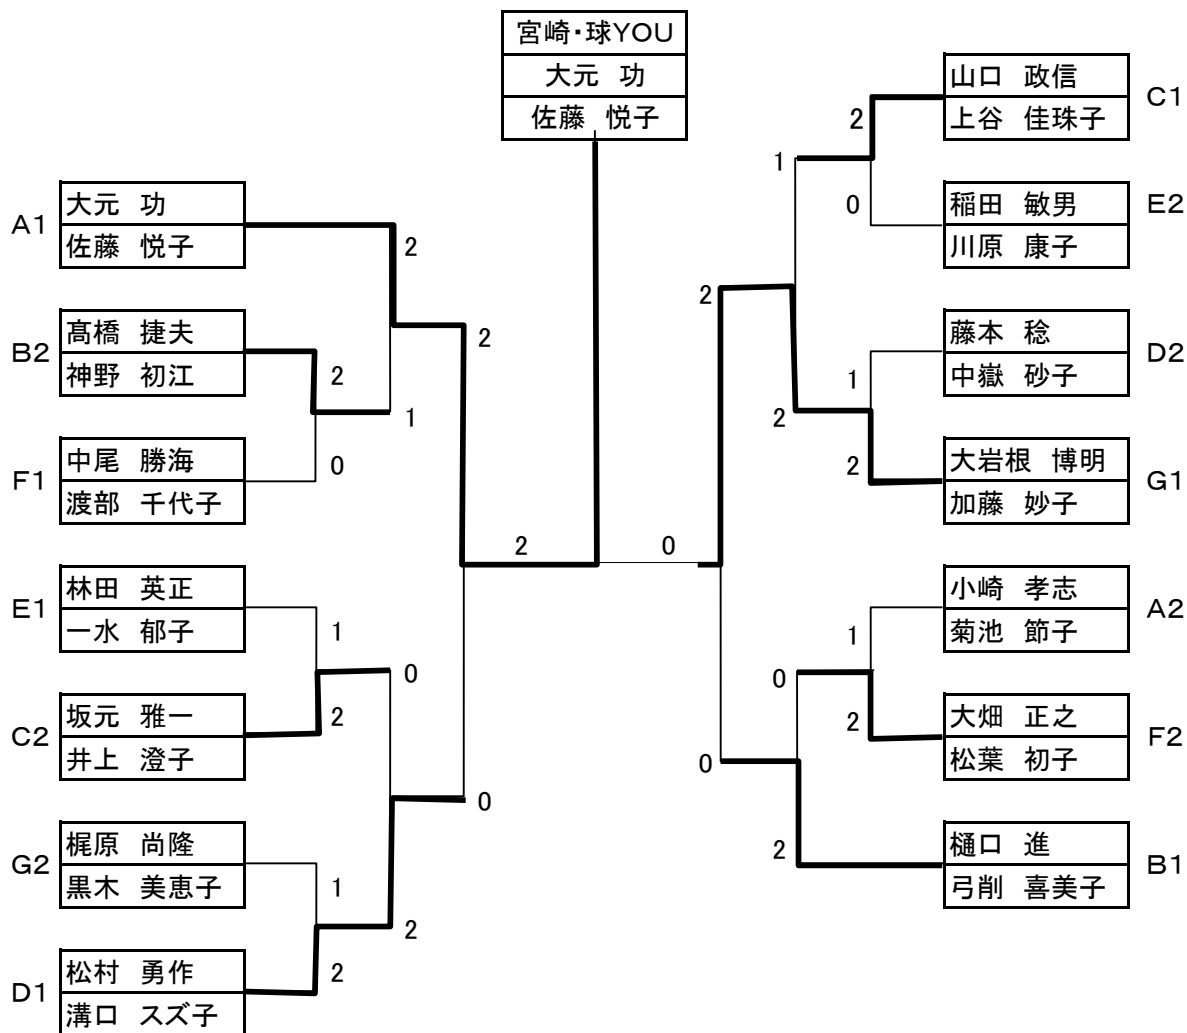 宮崎・球YOU
大元 功
佐藤 悦子
A1
大元 功
佐藤 悦子
2
B2
髙橋 捷夫
神野 初江
2
1
F1
中尾 勝海
渡部 千代子
0
2
E1
林田 英正
一水 郁子
1
0
C2
坂元 雅一
井上 澄子
2
0
G2
梶原 尚隆
黒木 美恵子
1
2
D1
松村 勇作
溝口 スズ子
2
2
0
山口 政信
上谷 佳珠子
C1
2
1
稲田 敏男
川原 康子
E2
0
2
藤本 稔
中嶽 砂子
D2
1
2
大岩根 博明
加藤 妙子
G1
2
小崎 孝志
菊池 節子
A2
1
0
大畑 正之
松葉 初子
F2
2
0
樋口 進
弓削 喜美子
B1
2